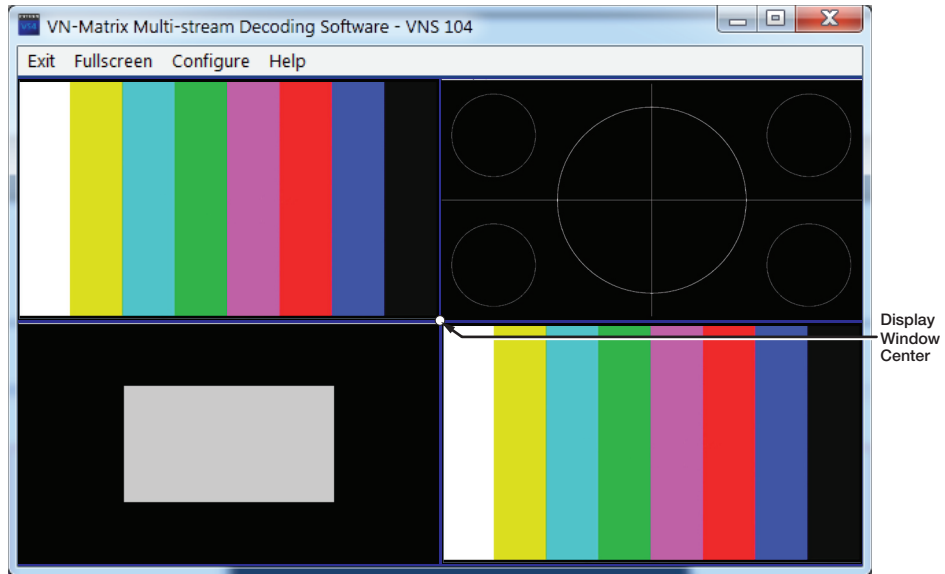 VN-Matrix Multi-stream Decoding Software - VNS 104
Exit Fullscreen Configure Help
Display
Window
Center